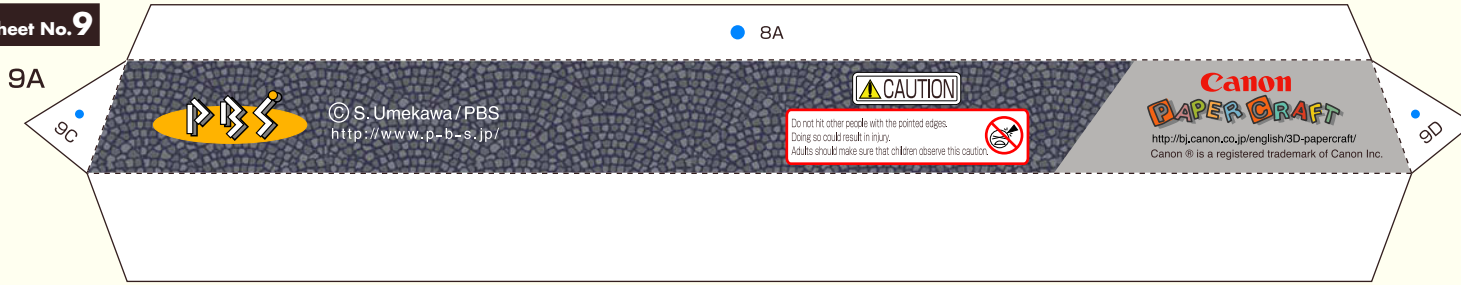 heet No.9
8A
9A
9C
PBS
© S. Umekawa / PBS
http://www.p-b-s.jp/
CAUTION
Do not hit other people with the pointed edges.
Doing so could result in injury.
Adults should make sure that children observe this caution.
Canon
PAPER CRAFT
http://bj.canon.co.jp/english/3D-papercraft/
Canon ® is a registered trademark of Canon Inc.
9D